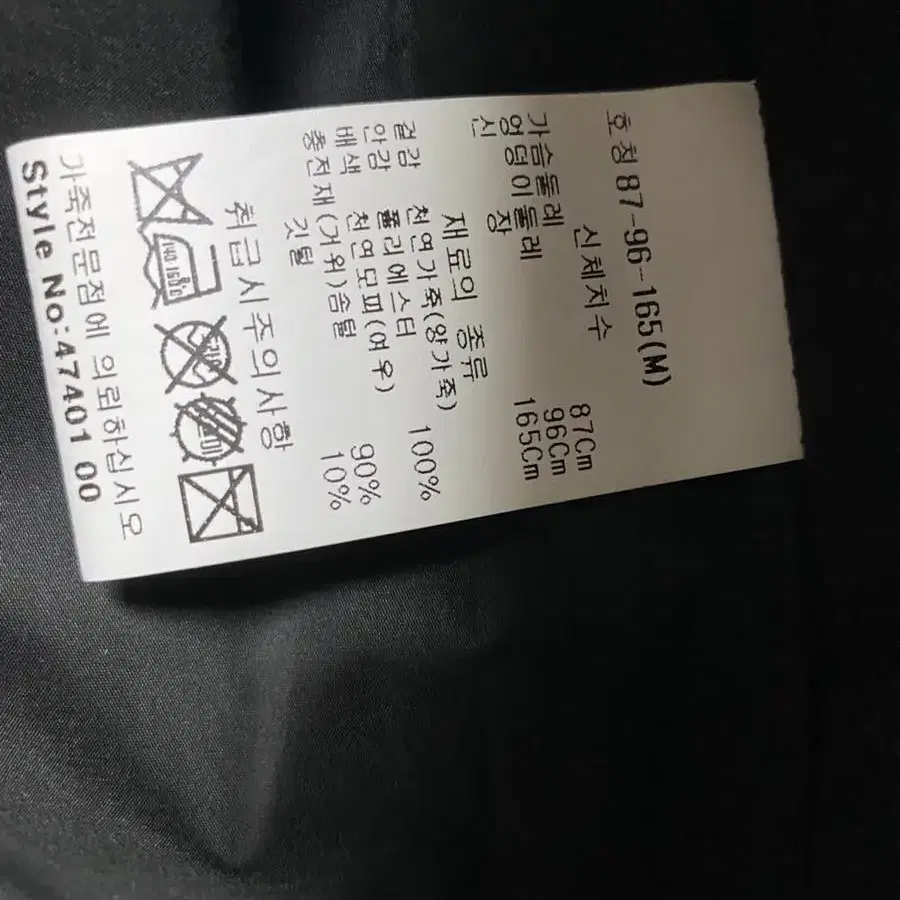 호칭 87-96-165(M)
신체치수
가슴둘레 87Cm
엉덩이둘레 96Cm
신장 165Cm
재료의 종류
겉감 천연가죽(양가죽)
안감 폴리에스터 100%
배색 천연모피(여우)
충전재(거위)솜털 90%
깃털 10%
취급시주의사항
가죽전문점에 의뢰하십시오
Style No:47401 00